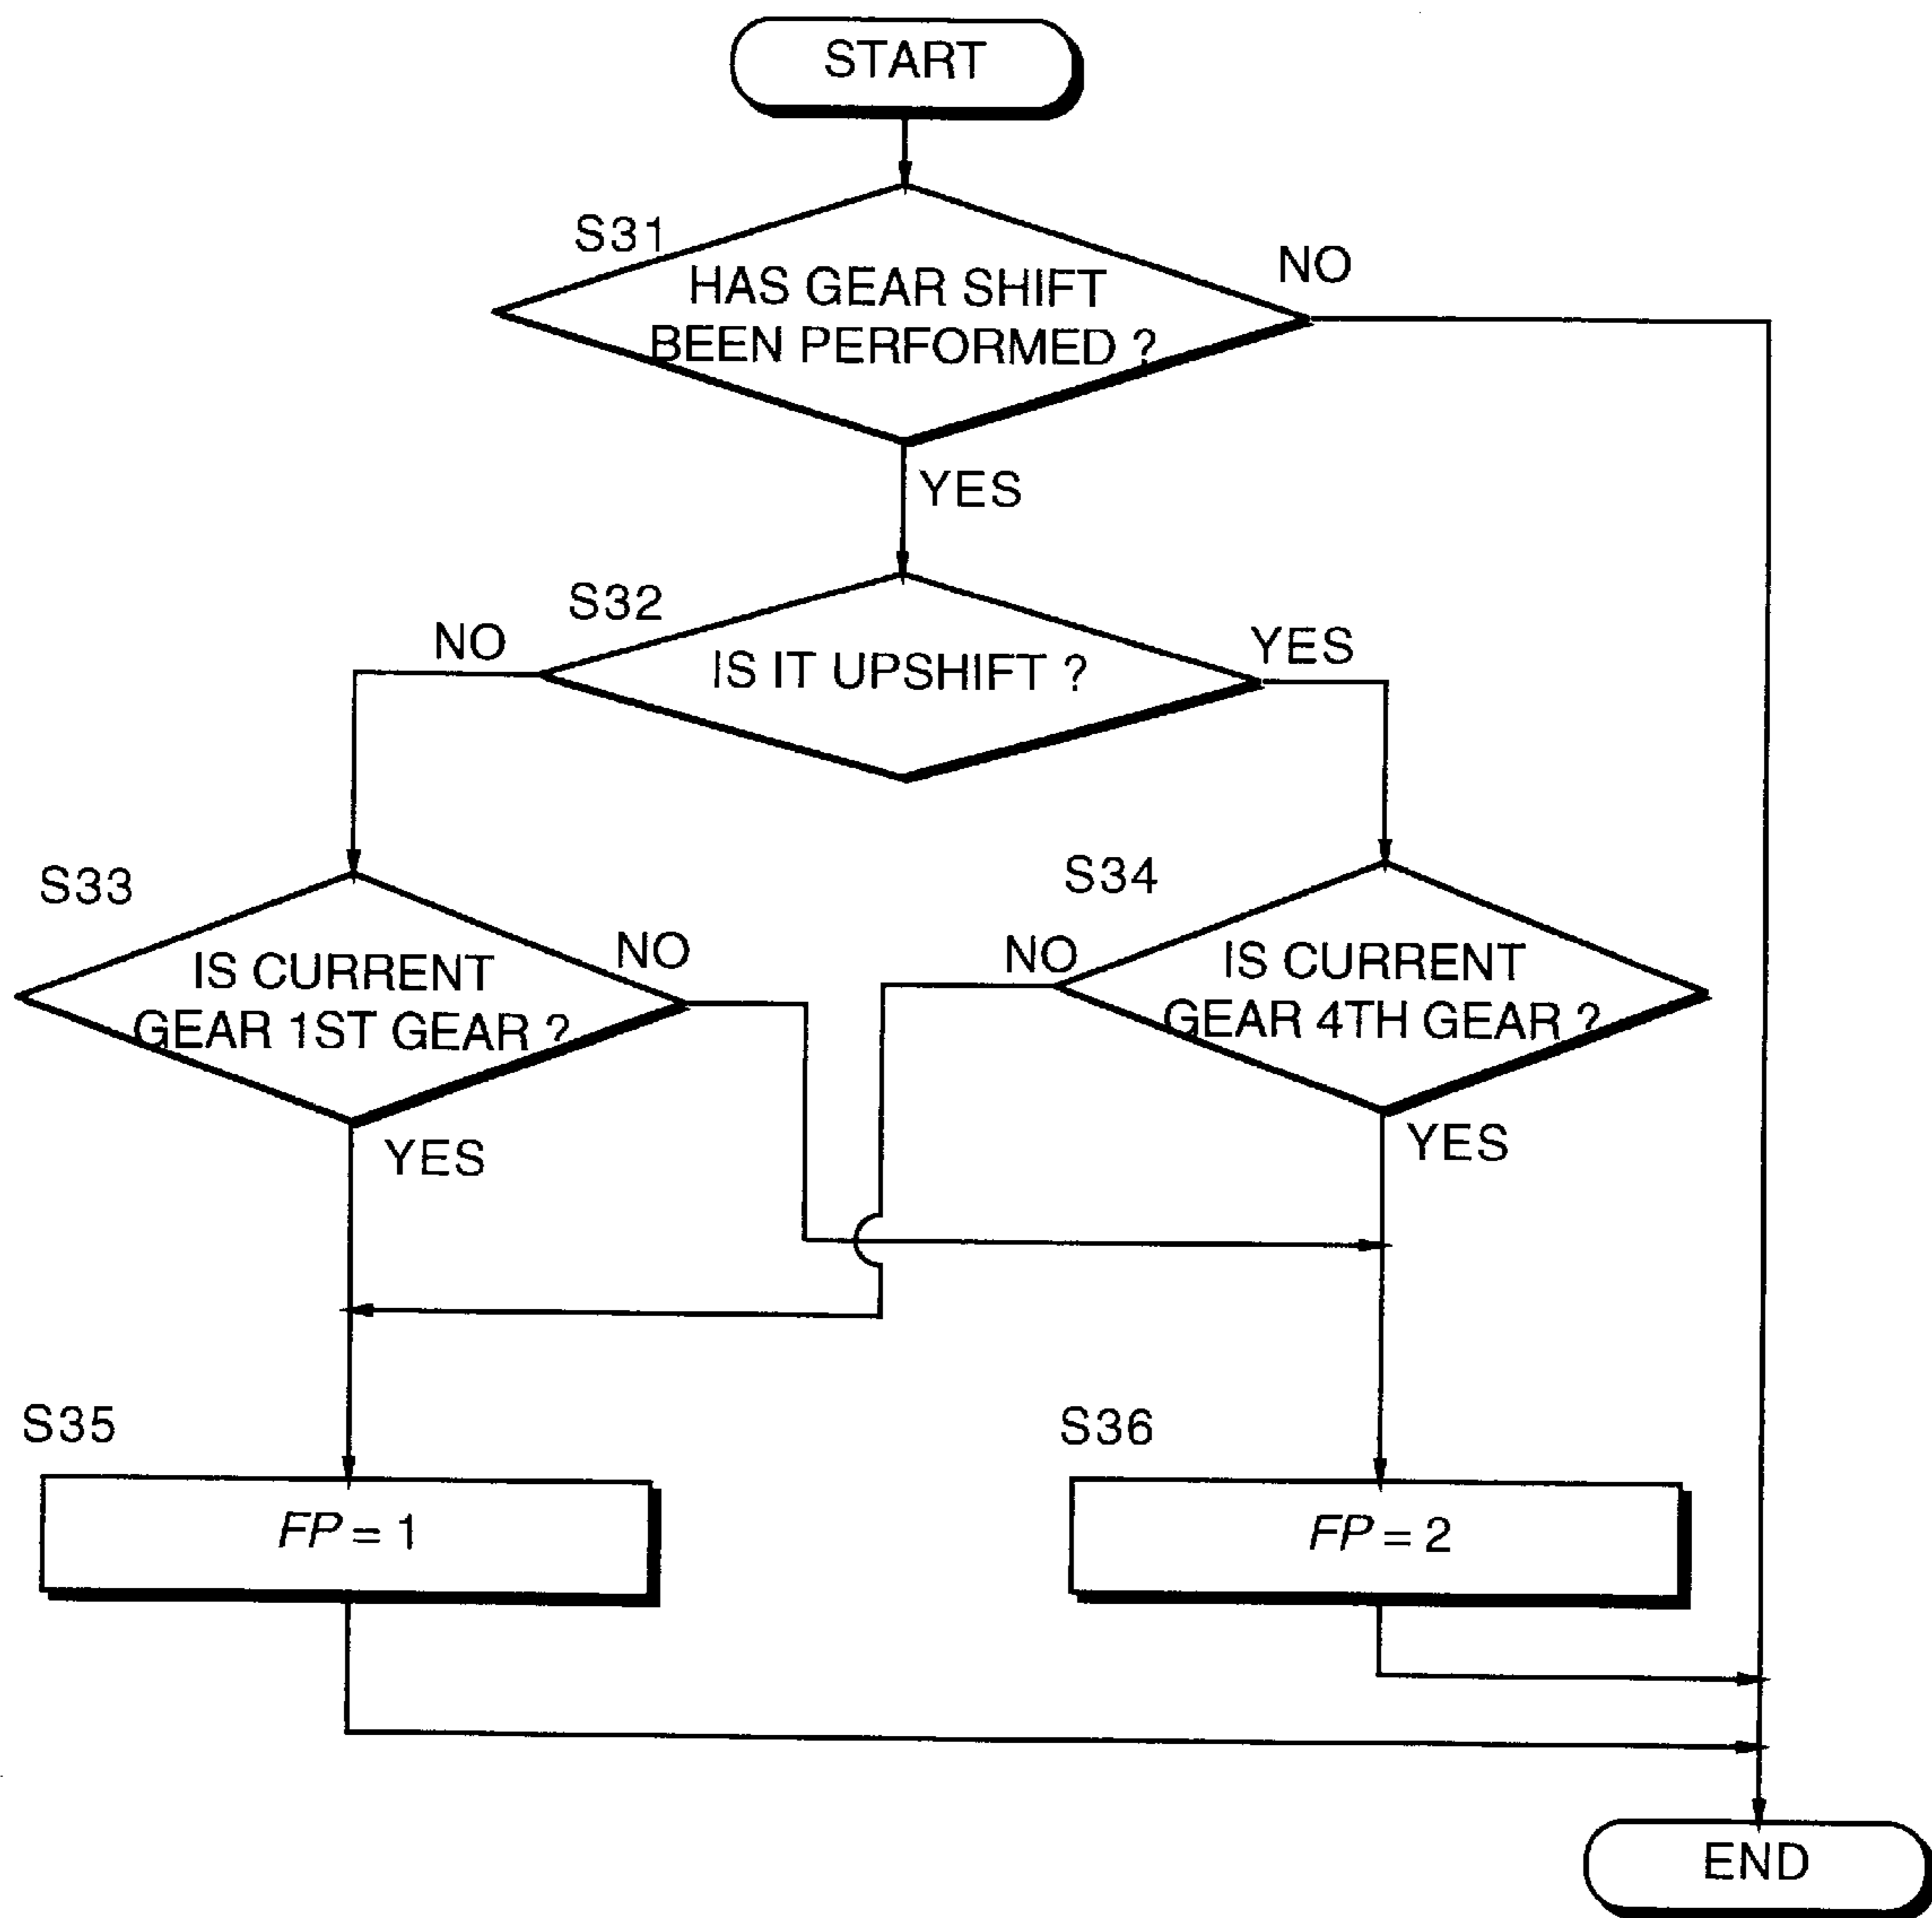 START
S31
NO
HAS GEAR SHIFT
BEEN PERFORMED ?
YES
S32
NO
IS IT UPSHIFT ?
YES
S33
S34
IS CURRENT
GEAR 1ST GEAR ?
NO
NO
IS CURRENT
GEAR 4TH GEAR ?
YES
YES
S35
S36
FP = 1
FP = 2
END